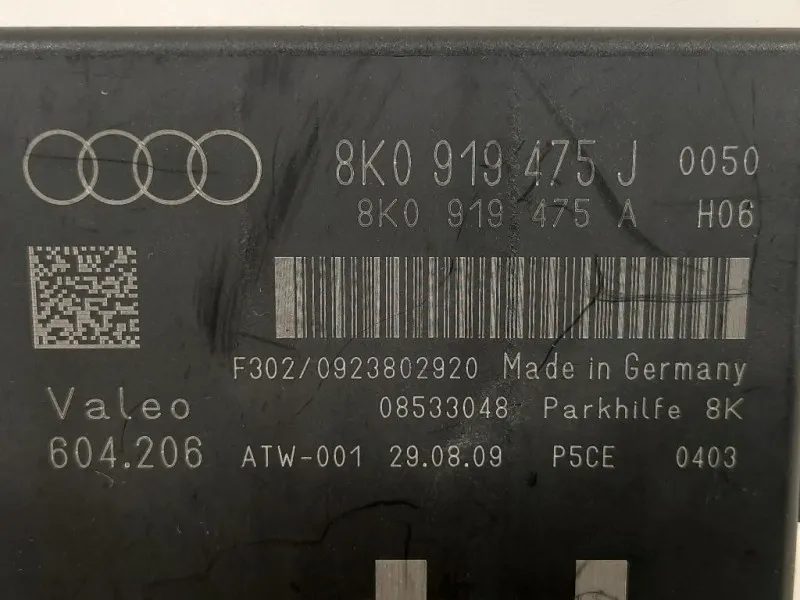 8K0 919 475 J 0050
8K0 919 475 A H06
F302/0923802920 Made in Germany
Valeo 08533048 Parkhilfe 8K
604.206 ATW-001 29.08.09 P5CE 0403